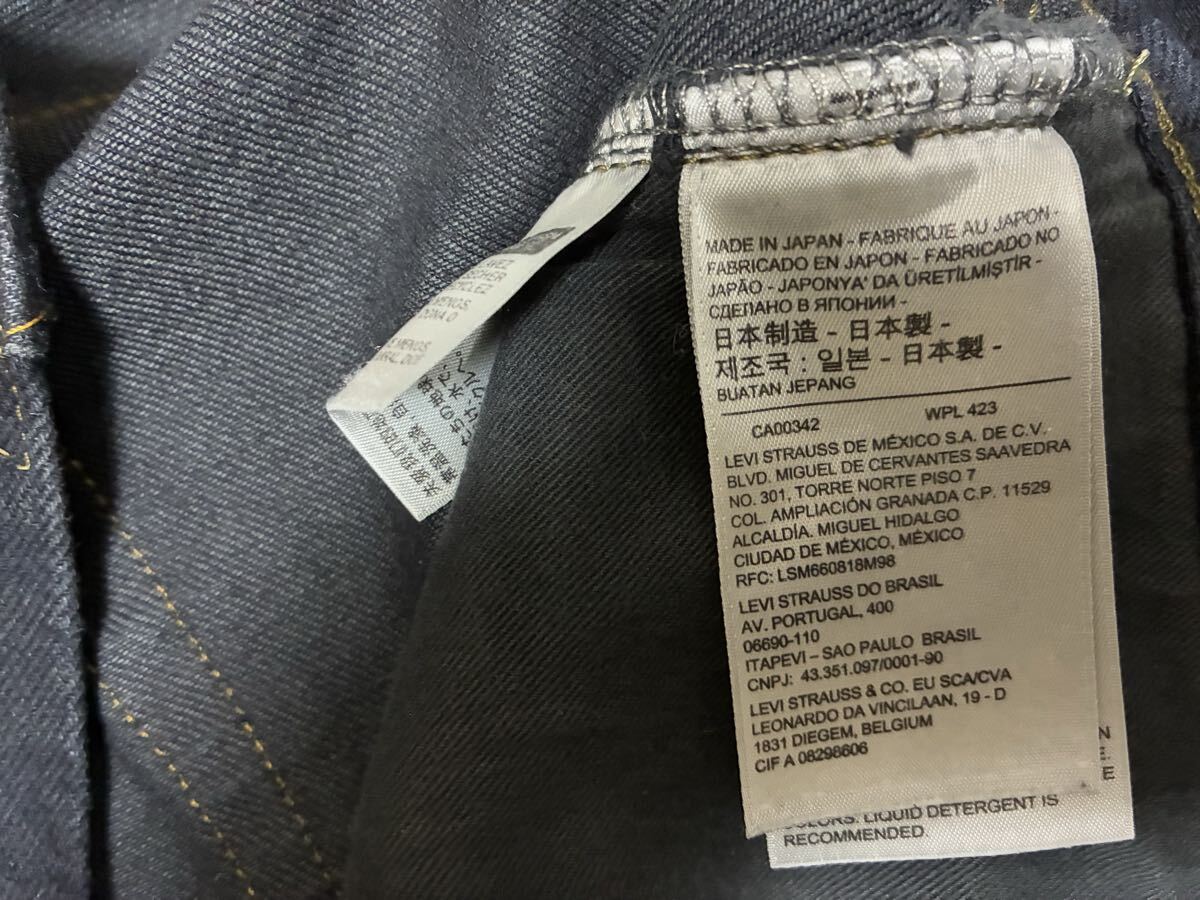 MADE IN JAPAN - FABRIQUE AU JAPON -
FABRICADO EN JAPON - FABRICADO NO
JAPÃO - JAPONYA' DA ÜRETİLMİŞTİR -
СДЕЛАНО В ЯПОНИИ -
日本制造 - 日本製 -
제조국 : 일본 - 日本製 -
BUATAN JEPANG
CA00342 WPL 423
LEVI STRAUSS DE MÉXICO S.A. DE C.V.
BLVD. MIGUEL DE CERVANTES SAAVEDRA
NO. 301, TORRE NORTE PISO 7
COL. AMPLIACIÓN GRANADA C.P. 11529
ALCALDÍA. MIGUEL HIDALGO
CIUDAD DE MÉXICO, MÉXICO
RFC: LSM660818M98
LEVI STRAUSS DO BRASIL
AV. PORTUGAL, 400
06690-110
ITAPEVI – SAO PAULO BRASIL
CNPJ: 43.351.097/0001-90
LEVI STRAUSS & CO. EU SCA/CVA
LEONARDO DA VINCILAAN, 19 - D
1831 DIEGEM, BELGIUM
CIF A 08298606
LIQUID DETERGENT IS
RECOMMENDED.